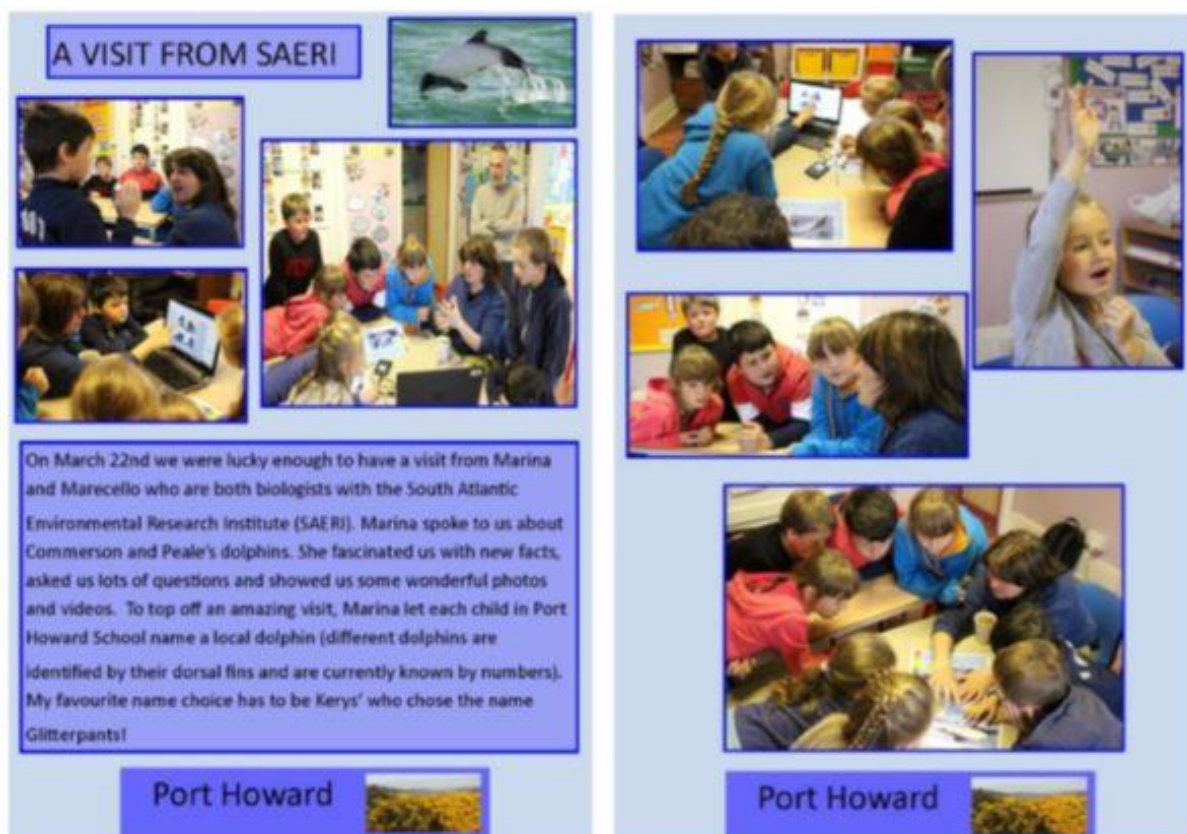 A VISIT FROM SAERI
On March 22nd we were lucky enough to have a visit from Marina
and Marecello who are both biologists with the South Atlantic
Environmental Research Institute (SAERI). Marina spoke to us about
Commerson and Peale's dolphins. She fascinated us with new facts,
asked us lots of questions and showed us some wonderful photos
and videos. To top off an amazing visit, Marina let each child in Port
Howard School name a local dolphin (different dolphins are
identified by their dorsal fins and are currently known by numbers).
My favourite name choice has to be Kerys' who chose the name
Glitterpants!
Port Howard
Port Howard